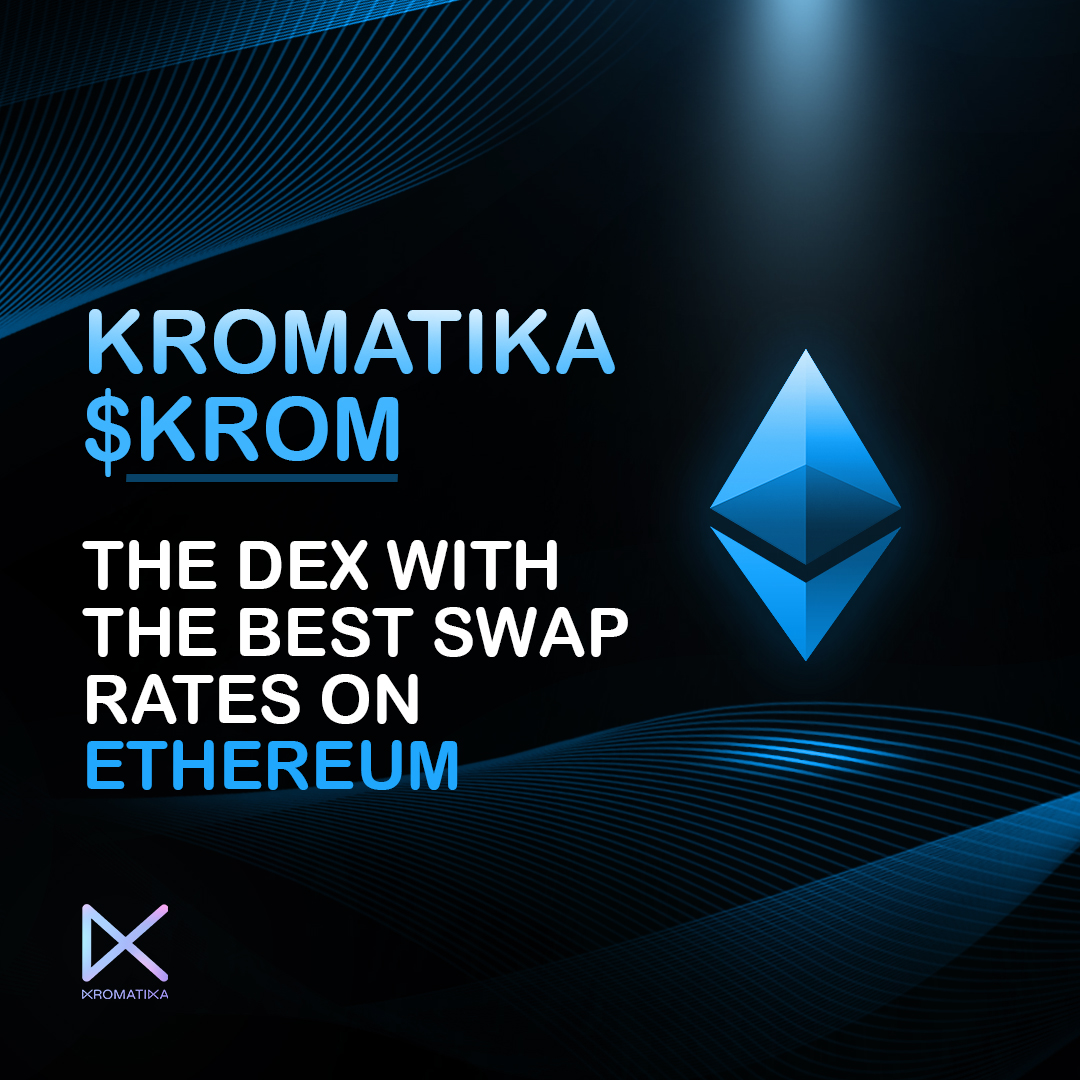 KROMATIKA
$KROM
THE DEX WITH
THE BEST SWAP
RATES ON
ETHEREUM
KROMATIKA